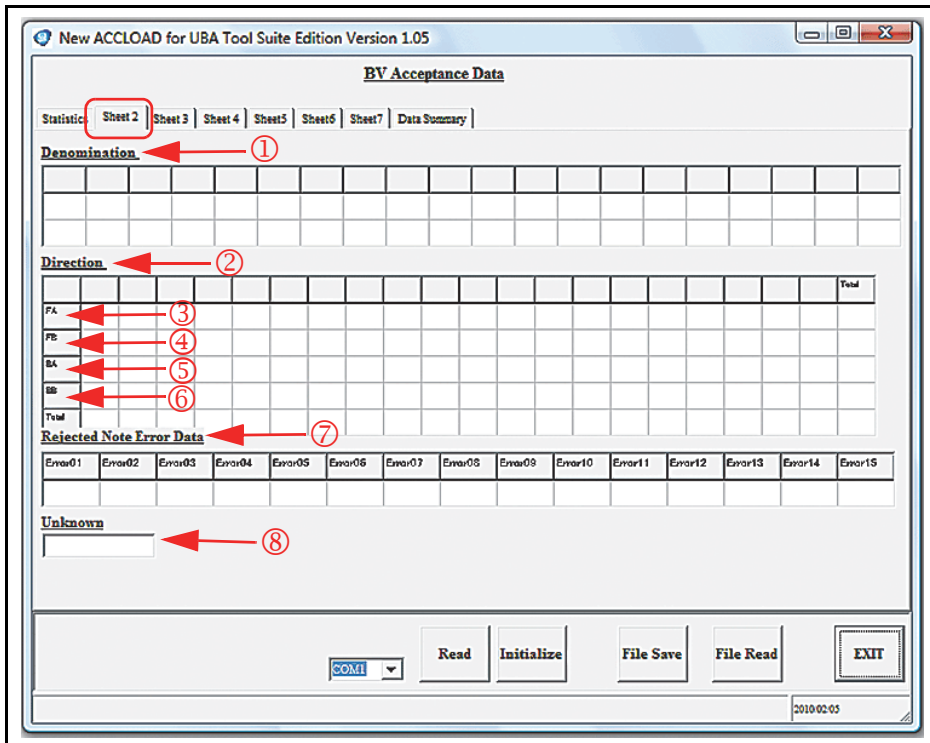 New ACCLOAD for UBA Tool Suite Edition Version 1.05
BV Acceptance Data
Statistics Sheet 2 Sheet 3 Sheet 4 Sheet5 Sheet6 Sheet7 Data Summary
Denomination ①
Direction ②
Total
FA ③
FB ④
BA ⑤
BB ⑥
Total
Rejected Note Error Data ⑦
Error01 Error02 Error03 Error04 Error05 Error06 Error07 Error08 Error09 Error10 Error11 Error12 Error13 Error14 Error15
Unknown
⑧
COM1 Read Initialize File Save File Read EXIT
2010/02/05